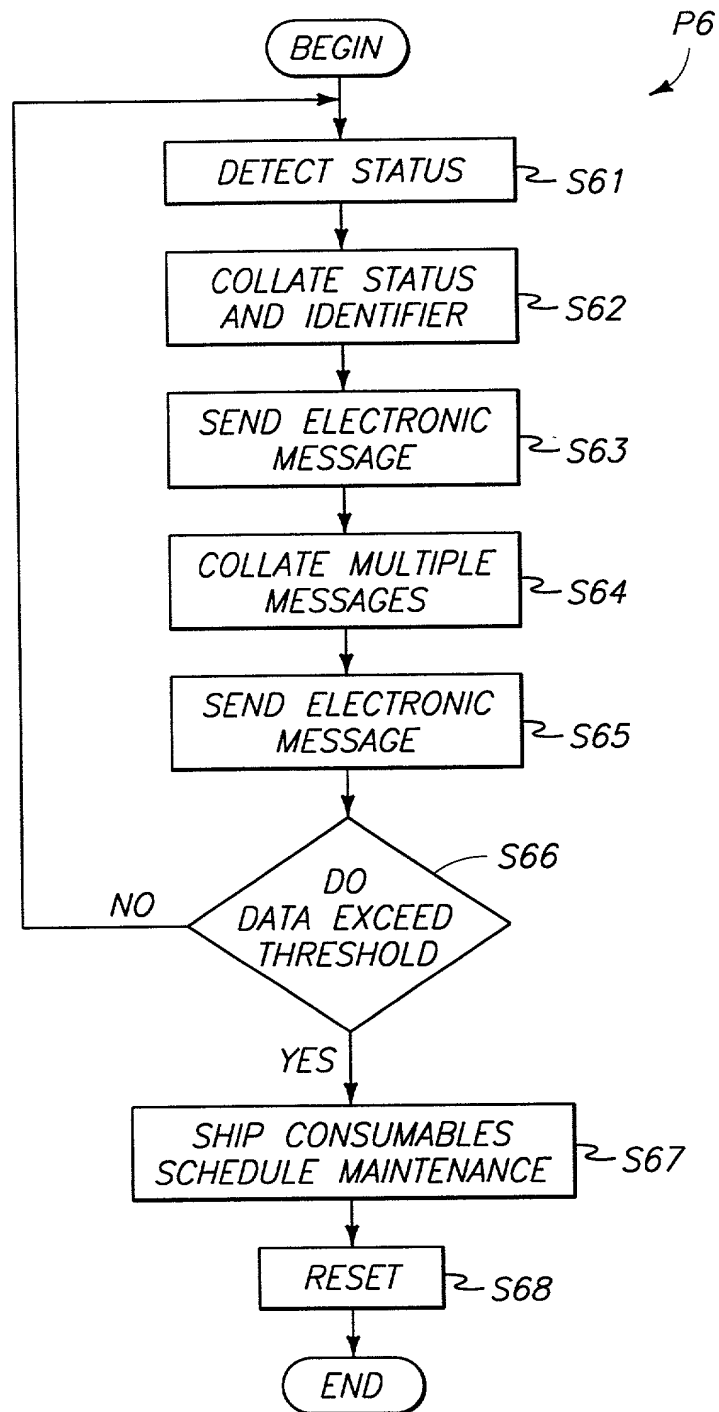 P6
BEGIN
DETECT STATUS
S61
COLLATE STATUS
AND IDENTIFIER
S62
SEND ELECTRONIC
MESSAGE
S63
COLLATE MULTIPLE
MESSAGES
S64
SEND ELECTRONIC
MESSAGE
S65
DO
DATA EXCEED
THRESHOLD
S66
NO
YES
SHIP CONSUMABLES
SCHEDULE MAINTENANCE
S67
RESET
S68
END